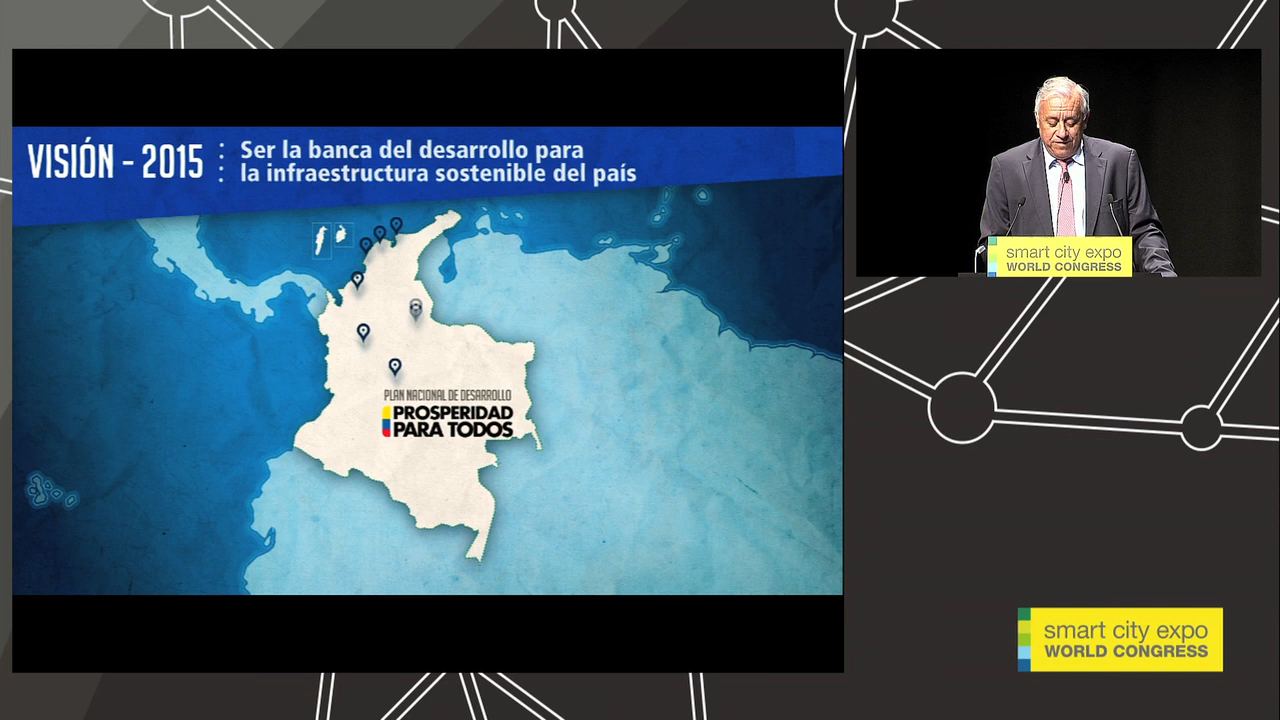 VISIÓN - 2015
Ser la banca del desarrollo para
la infraestructura sostenible del país
PLAN NACIONAL DE DESARROLLO
PROSPERIDAD
PARA TODOS
smart city expo
WORLD CONGRESS
smart city expo
WORLD CONGRESS